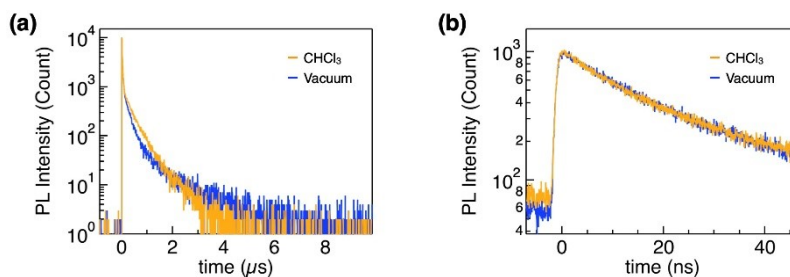 (a)
PL Intensity (Count)
10⁴
10³
10²
10¹
10⁰
CHCl₃
Vacuum
0
2
4
6
8
time (μs)
(b)
PL Intensity (Count)
10³
8
6
4
2
10²
8
6
4
CHCl₃
Vacuum
0
20
40
time (ns)